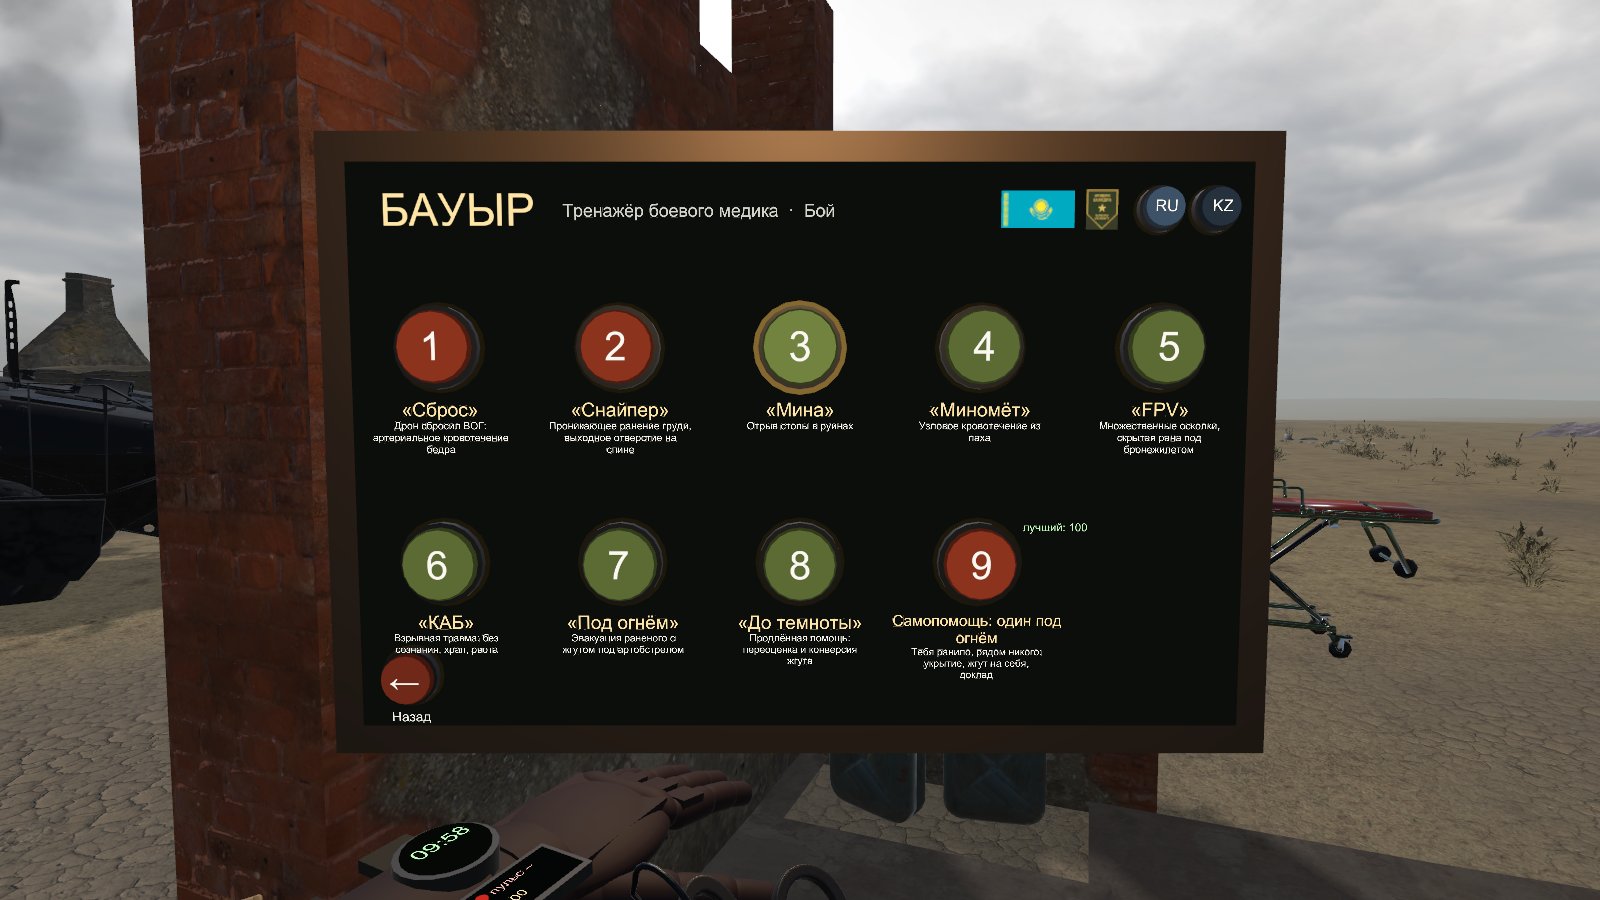 БАУЫР
Тренажёр боевого медика · Бой
RU
KZ
1
2
3
4
5
«Сброс»
Дрон сбросил ВОГ:
артериальное кровотечение
бедра
«Снайпер»
Проникающее ранение груди,
выходное отверстие на
спине
«Мина»
Отрыв стопы в руинах
«Миномёт»
Узловое кровотечение из
паха
«FPV»
Множественные осколки,
скрытая рана под
бронежилетом
6
7
8
9
лучший: 100
«КАБ»
Взрывная травма: без
сознания, храп, рвота
«Под огнём»
Эвакуация раненого с
жгутом под артобстрелом
«До темноты»
Продлённая помощь:
переоценка и конверсия
жгута
Самопомощь: один под
огнём
Тебя ранило, рядом никого:
укрытие, жгут на себя,
доклад
←
Назад
09:58
пульс —